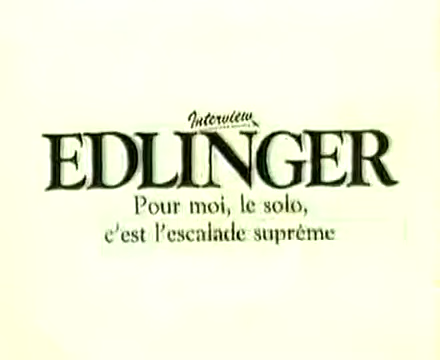 Interview
EDLINGER
Pour moi, le solo,
c'est l'escalade suprême